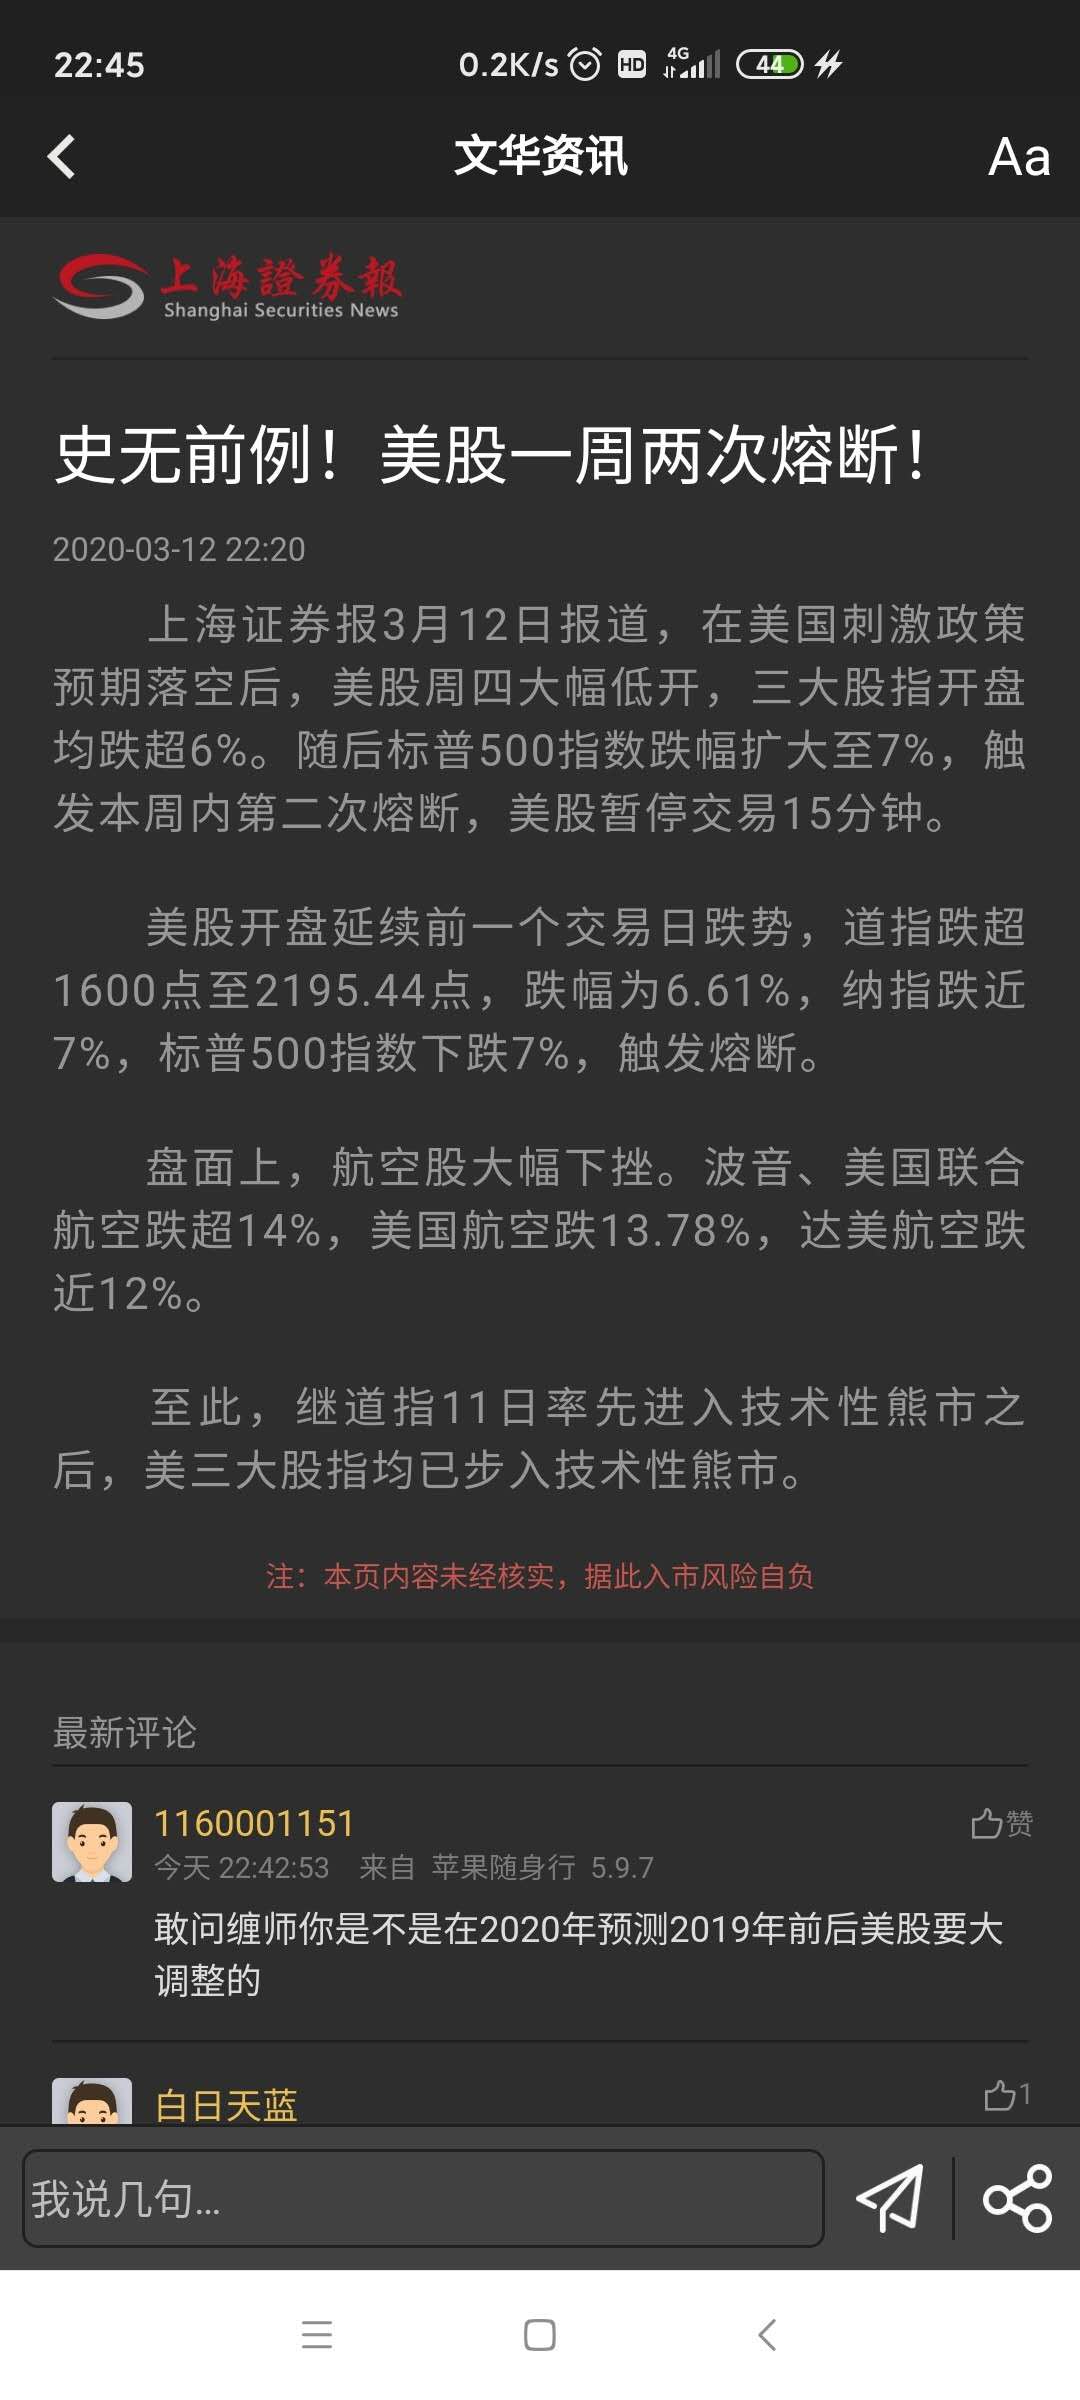 22:45 0.2K/s HD 4G 44
文华资讯 Aa
上海證券報
Shanghai Securities News
史无前例！美股一周两次熔断！
2020-03-12 22:20
上海证券报3月12日报道，在美国刺激政策
预期落空后，美股周四大幅低开，三大股指开盘
均跌超6%。随后标普500指数跌幅扩大至7%，触
发本周内第二次熔断，美股暂停交易15分钟。
美股开盘延续前一个交易日跌势，道指跌超
1600点至2195.44点，跌幅为6.61%，纳指跌近
7%，标普500指数下跌7%，触发熔断。
盘面上，航空股大幅下挫。波音、美国联合
航空跌超14%，美国航空跌13.78%，达美航空跌
近12%。
至此，继道指11日率先进入技术性熊市之
后，美三大股指均已步入技术性熊市。
注：本页内容未经核实，据此入市风险自负
最新评论
1160001151 赞
今天 22:42:53 来自 苹果随身行 5.9.7
敢问缠师你是不是在2020年预测2019年前后美股要大
调整的
白日天蓝 1
我说几句...